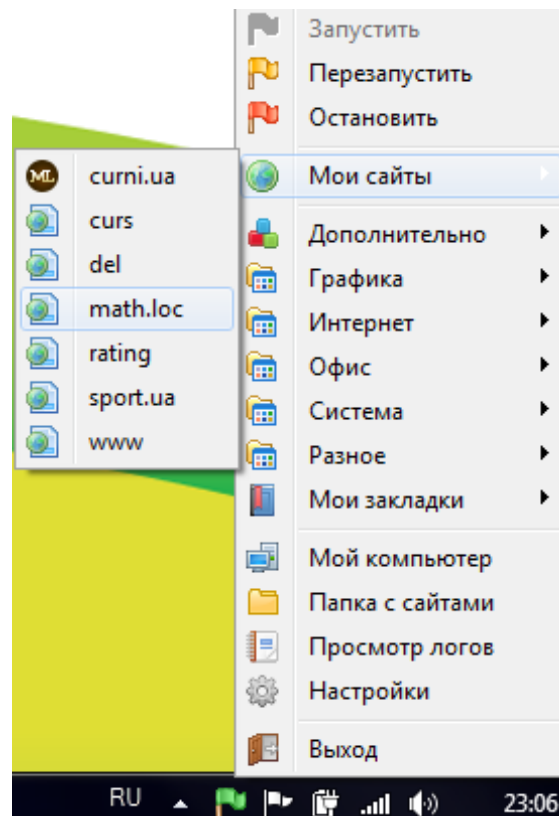 Запустить
Перезапустить
Остановить
Мои сайты
ML
curni.ua
curs
del
math.loc
rating
sport.ua
www
Дополнительно
Графика
Интернет
Офис
Система
Разное
Мои закладки
Мой компьютер
Папка с сайтами
Просмотр логов
Настройки
Выход
RU
23:06